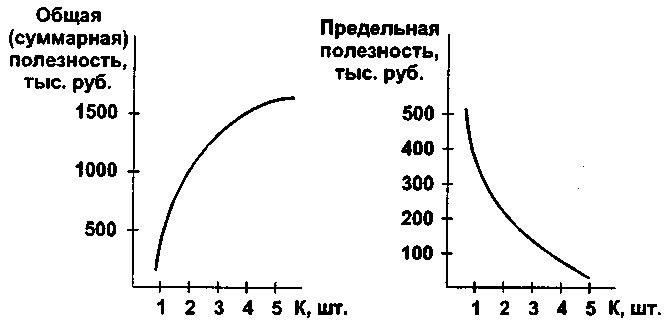 Общая
(суммарная)
полезность,
тыс. руб.
1500
1000
500
1 2 3 4 5 К, шт.
Предельная
полезность,
тыс. руб.
500
400
300
200
100
1 2 3 4 5 К, шт.